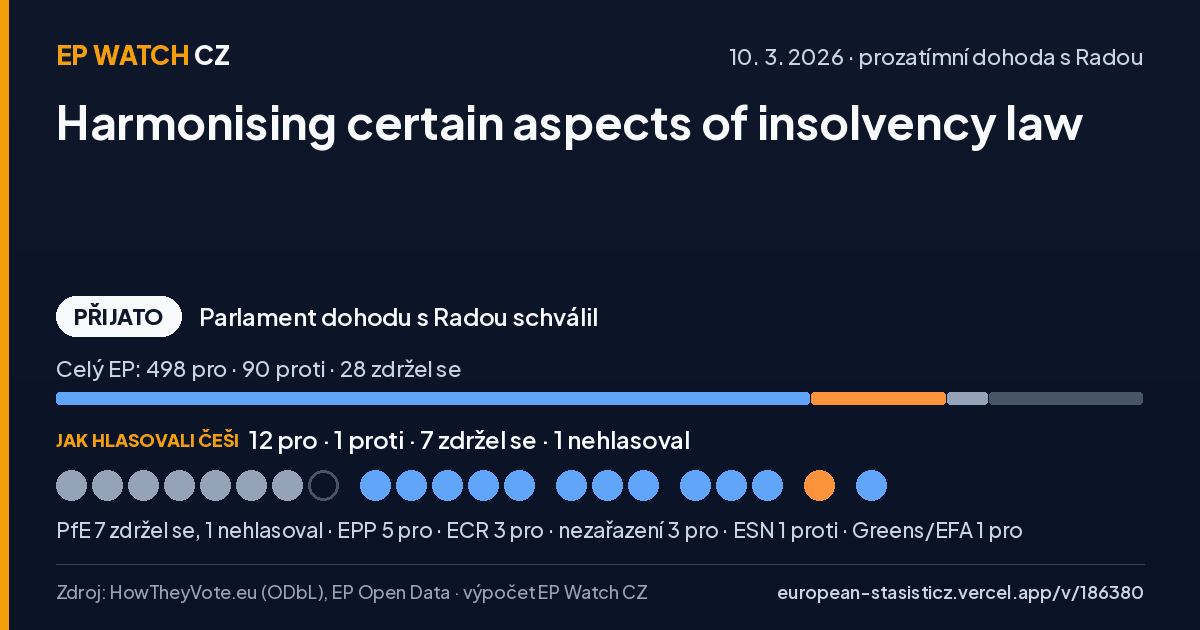 EP WATCH CZ
10. 3. 2026 · prozatímní dohoda s Radou
Harmonising certain aspects of insolvency law
PŘIJATO Parlament dohodu s Radou schválil
Celý EP: 498 pro · 90 proti · 28 zdržel se
JAK HLASOVALI ČEŠI 12 pro · 1 proti · 7 zdržel se · 1 nehlasoval
PfE 7 zdržel se, 1 nehlasoval · EPP 5 pro · ECR 3 pro · nezařazení 3 pro · ESN 1 proti · Greens/EFA 1 pro
Zdroj: HowTheyVote.eu (ODbL), EP Open Data · výpočet EP Watch CZ
european-stasisticz.vercel.app/v/186380